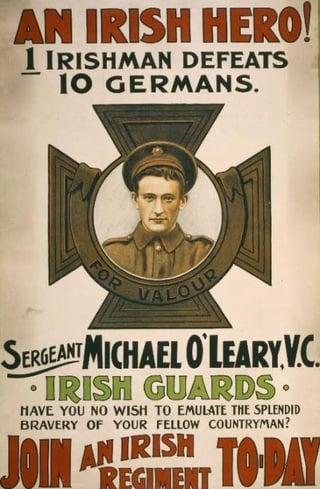 AN IRISH HERO!
1 IRISHMAN DEFEATS
10 GERMANS.
FOR VALOUR
SERGEANT MICHAEL O'LEARY, V.C.
· IRISH GUARDS ·
HAVE YOU NO WISH TO EMULATE THE SPLENDID
BRAVERY OF YOUR FELLOW COUNTRYMAN?
JOIN AN IRISH REGIMENT TO-DAY